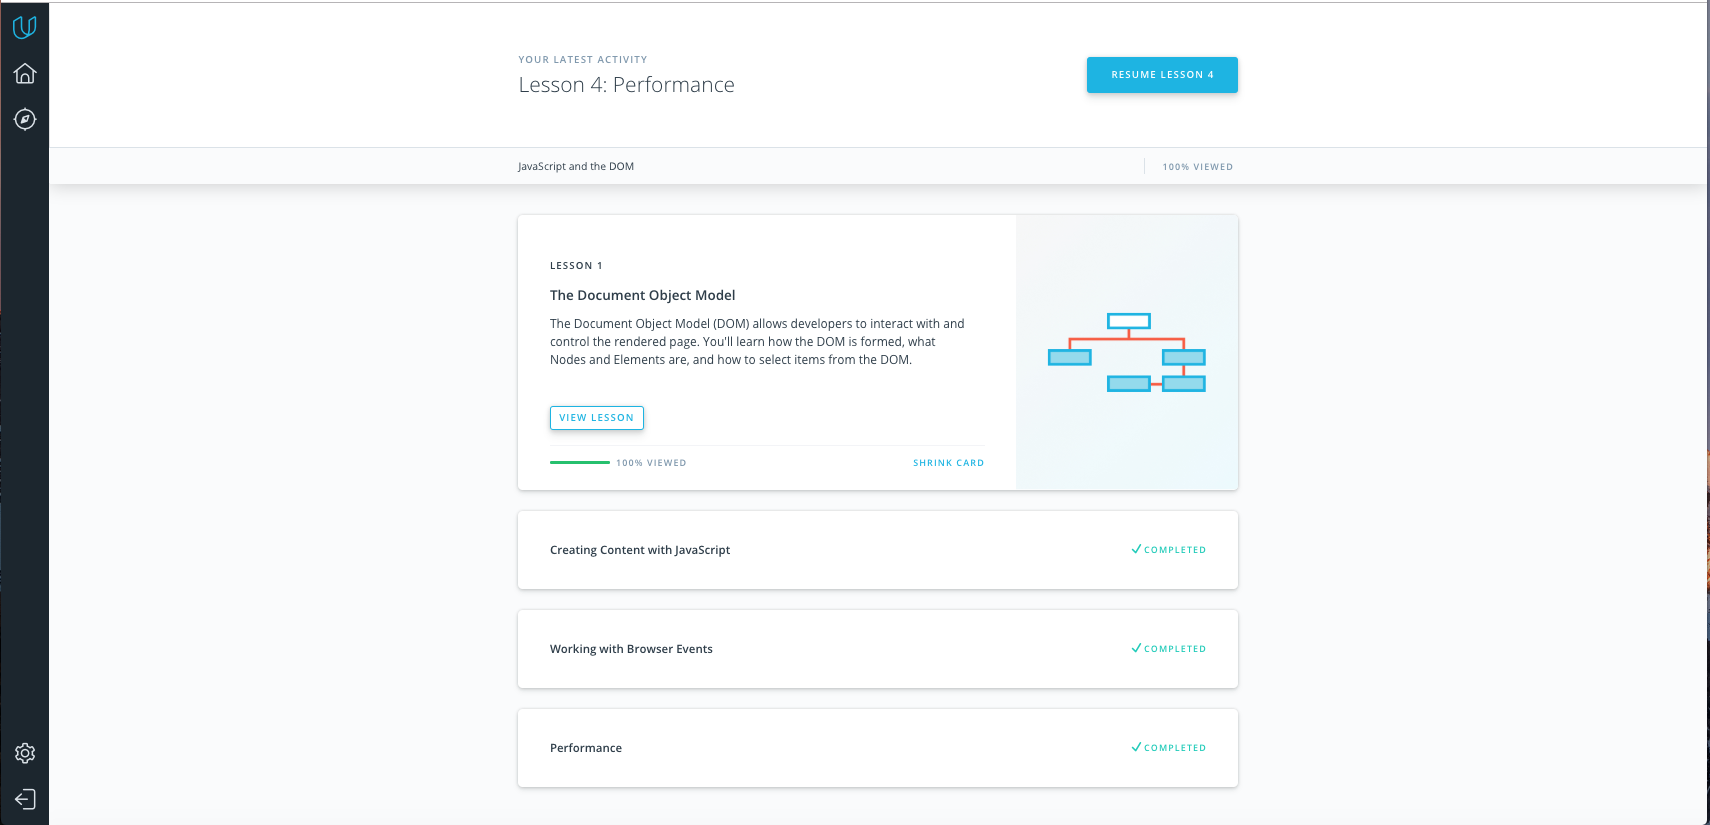 YOUR LATEST ACTIVITY
Lesson 4: Performance
RESUME LESSON 4
JavaScript and the DOM
100% VIEWED
LESSON 1
The Document Object Model
The Document Object Model (DOM) allows developers to interact with and
control the rendered page. You'll learn how the DOM is formed, what
Nodes and Elements are, and how to select items from the DOM.
VIEW LESSON
100% VIEWED
SHRINK CARD
Creating Content with JavaScript
COMPLETED
Working with Browser Events
COMPLETED
Performance
COMPLETED